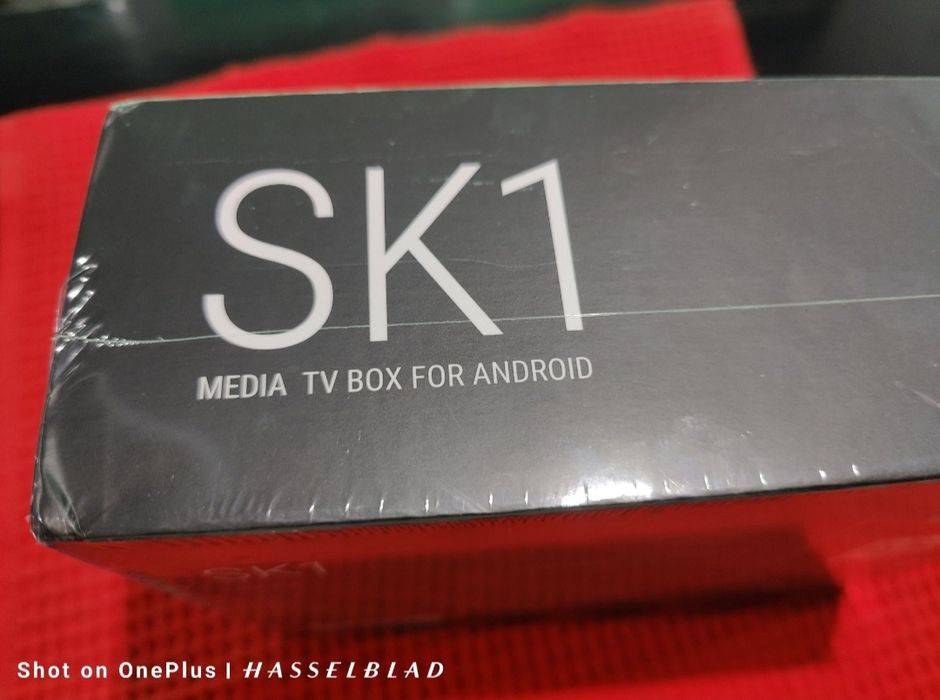 SK1
MEDIA TV BOX FOR ANDROID
SK1
Shot on OnePlus | HASSELBLAD